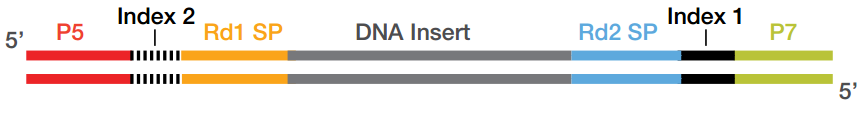 Index 2
Index 1
5’
P5
Rd1 SP
DNA Insert
Rd2 SP
P7
5’